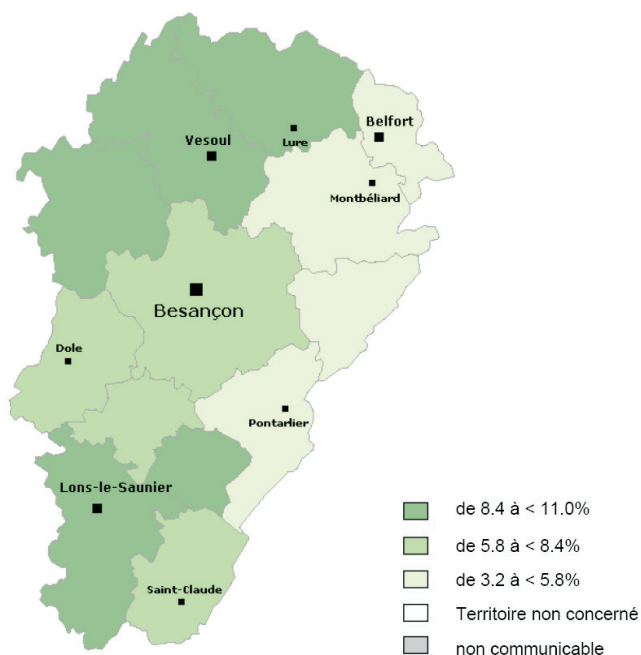 Vesoul
Lure
Belfort
Montbéliard
Besançon
Dole
Pontarlier
Lons-le-Saunier
Saint-Claude
de 8.4 à < 11.0%
de 5.8 à < 8.4%
de 3.2 à < 5.8%
Territoire non concerné
non communicable